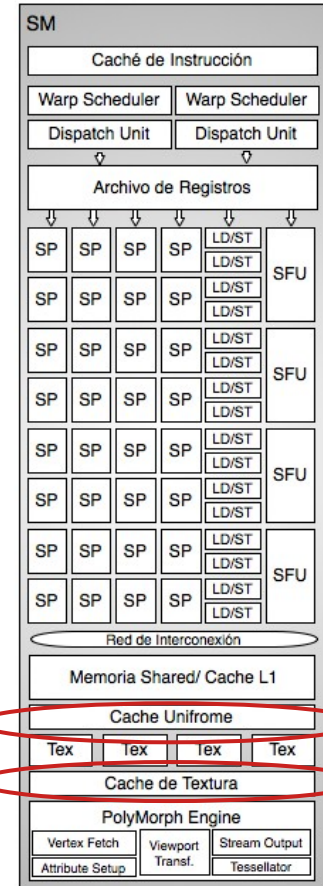 SM
Caché de Instrucción
Warp Scheduler Warp Scheduler
Dispatch Unit Dispatch Unit
Archivo de Registros
SP SP SP SP LD/ST SFU
LD/ST
SP SP SP SP LD/ST
LD/ST
SP SP SP SP LD/ST SFU
LD/ST
SP SP SP SP LD/ST
LD/ST
SP SP SP SP LD/ST SFU
LD/ST
SP SP SP SP LD/ST
LD/ST
SP SP SP SP LD/ST SFU
LD/ST
SP SP SP SP LD/ST
LD/ST
Red de Interconexión
Memoria Shared/ Cache L1
Cache Unifrome
Tex Tex Tex Tex
Cache de Textura
PolyMorph Engine
Vertex Fetch Viewport Transf. Stream Output
Attribute Setup Tessellator